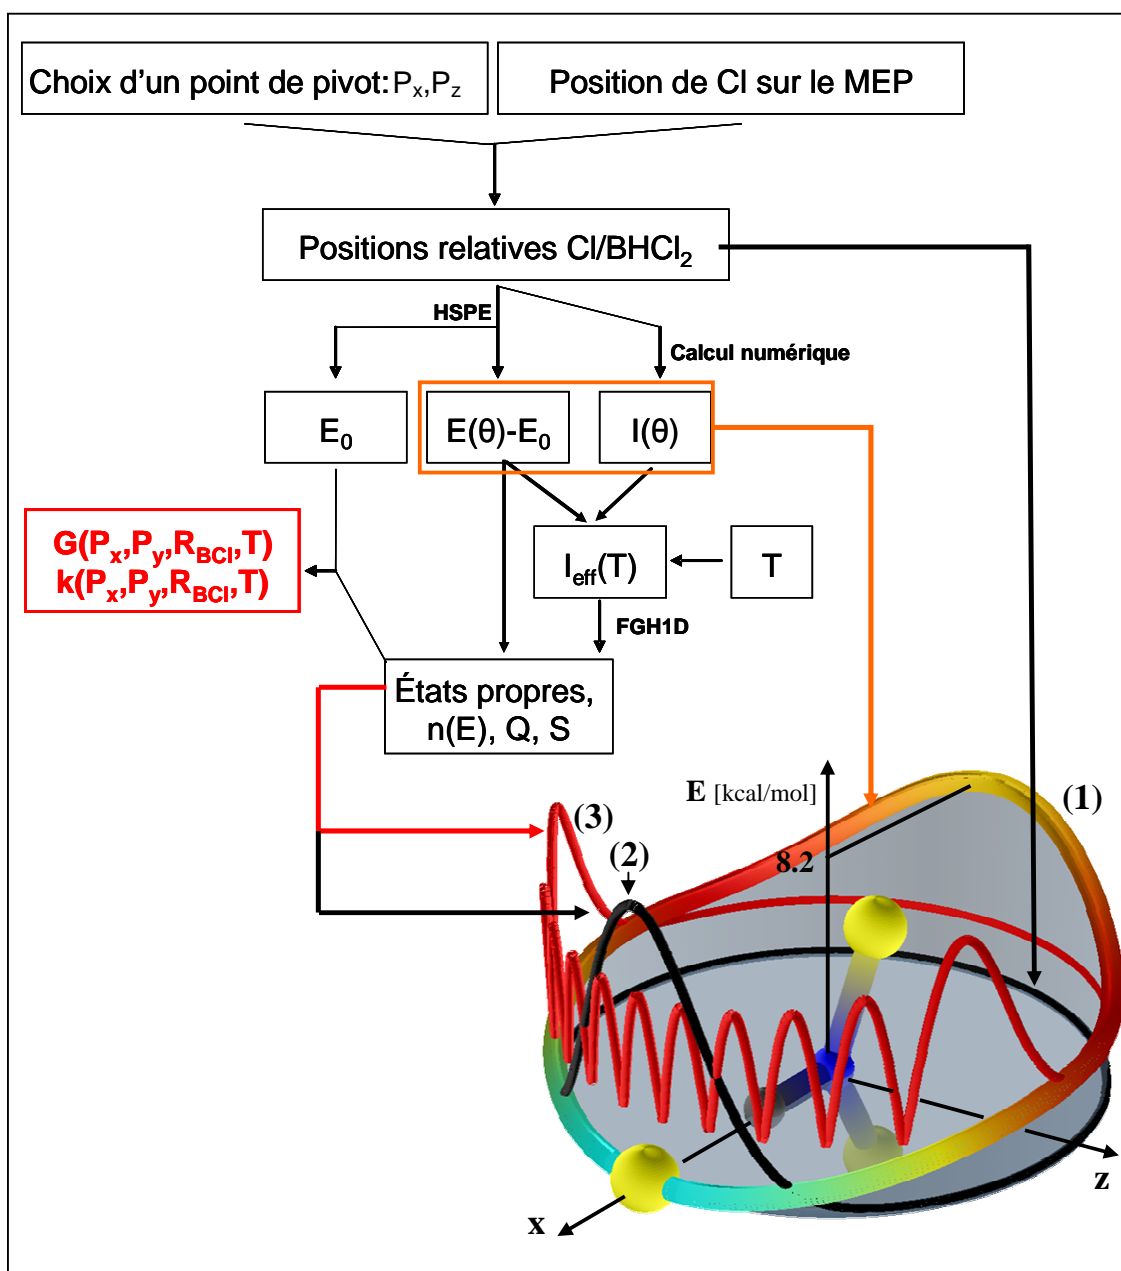 Choix d'un point de pivot: Px,Pz
Position de Cl sur le MEP
Positions relatives Cl/BHCl2
HSPE
Calcul numérique
E0
E(θ)-E0
I(θ)
G(Px,Py,RBCl,T)
k(Px,Py,RBCl,T)
Ieff(T)
T
FGH1D
États propres,
n(E), Q, S
E [kcal/mol]
(1)
(3)
(2)
8.2
z
x